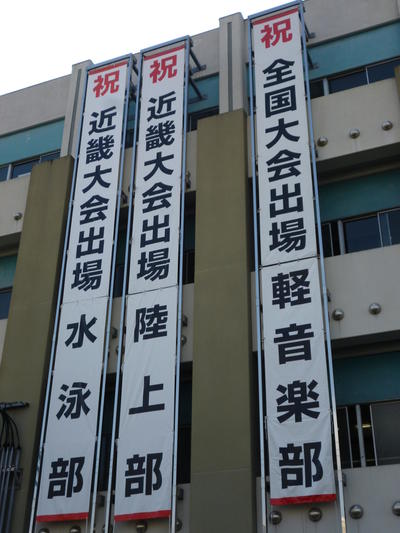 祝 全国大会出場 軽音楽部
祝 近畿大会出場 陸上部
祝 近畿大会出場 水泳部